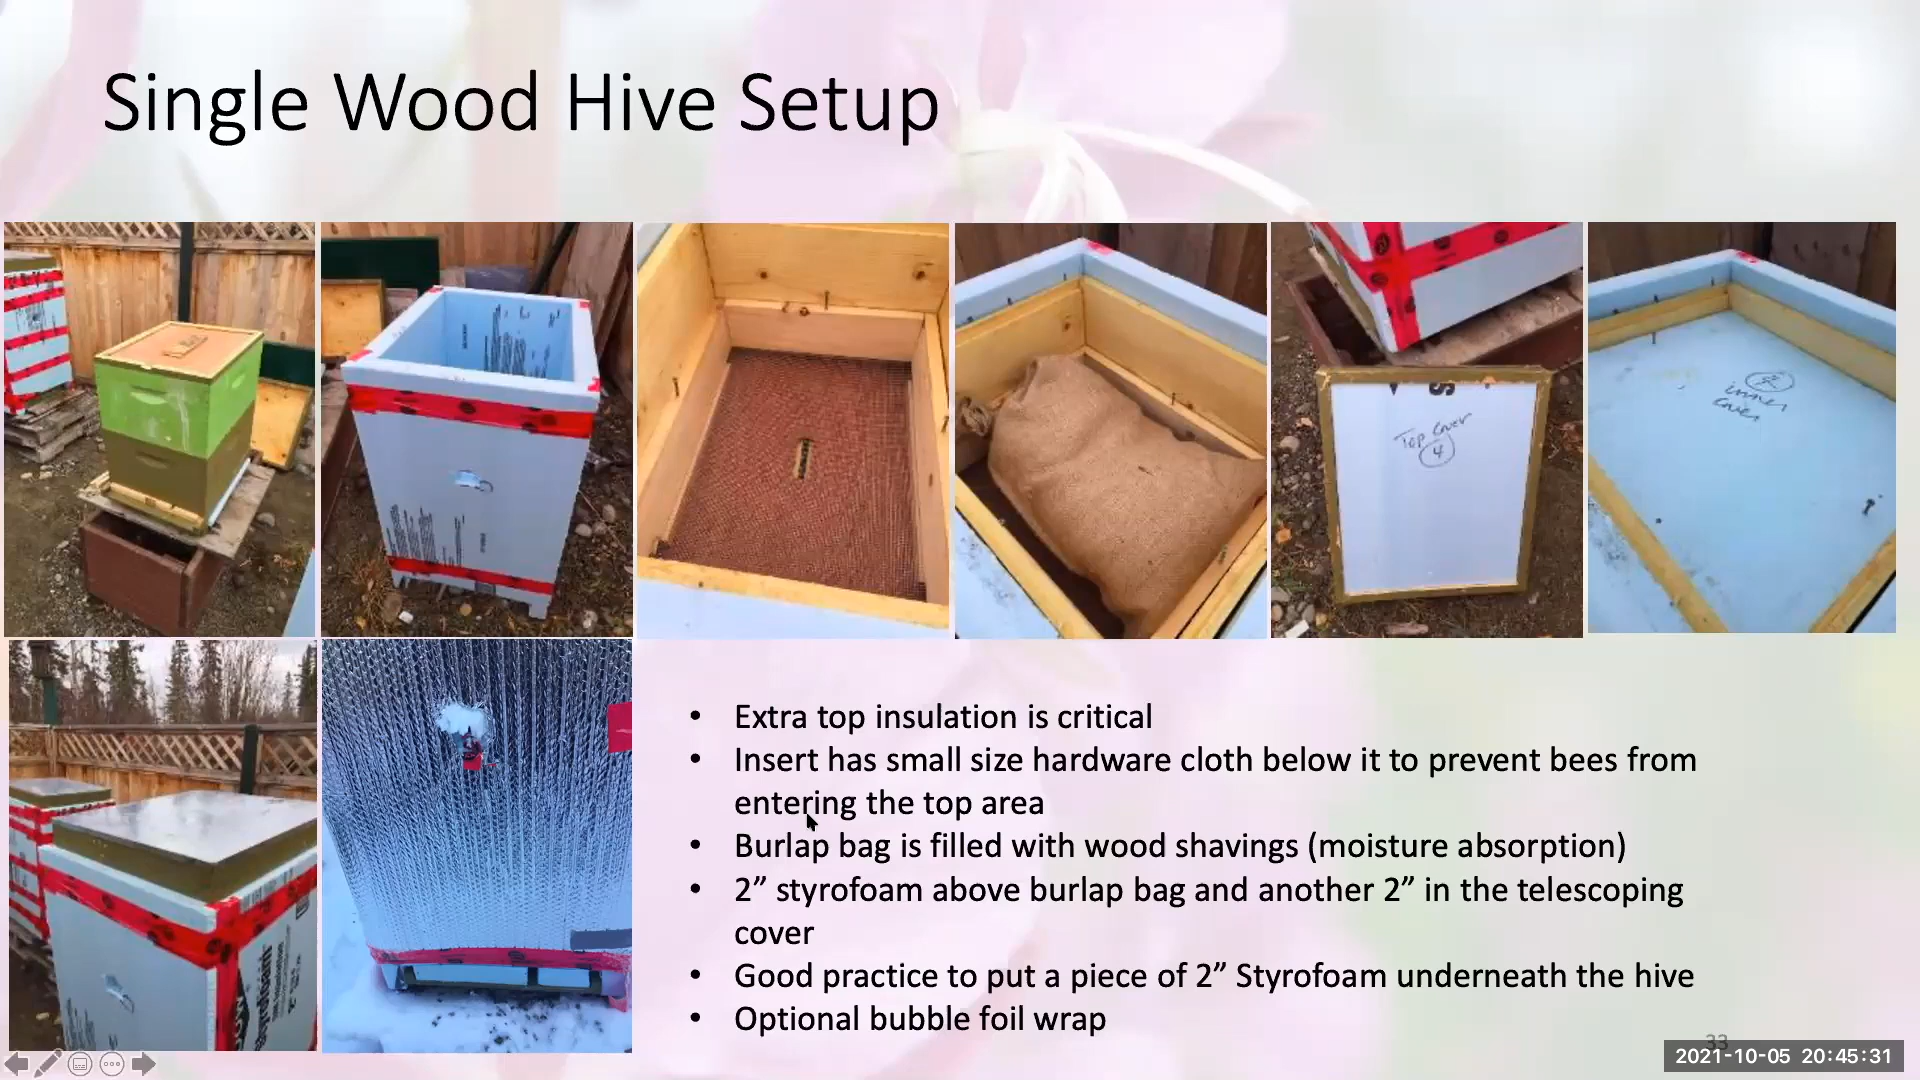 Single Wood Hive Setup
Top Cover
4
S
2
inner
cover
• Extra top insulation is critical
• Insert has small size hardware cloth below it to prevent bees from
entering the top area
• Burlap bag is filled with wood shavings (moisture absorption)
• 2” styrofoam above burlap bag and another 2” in the telescoping
cover
• Good practice to put a piece of 2” Styrofoam underneath the hive
• Optional bubble foil wrap
33
2021-10-05 20:45:31